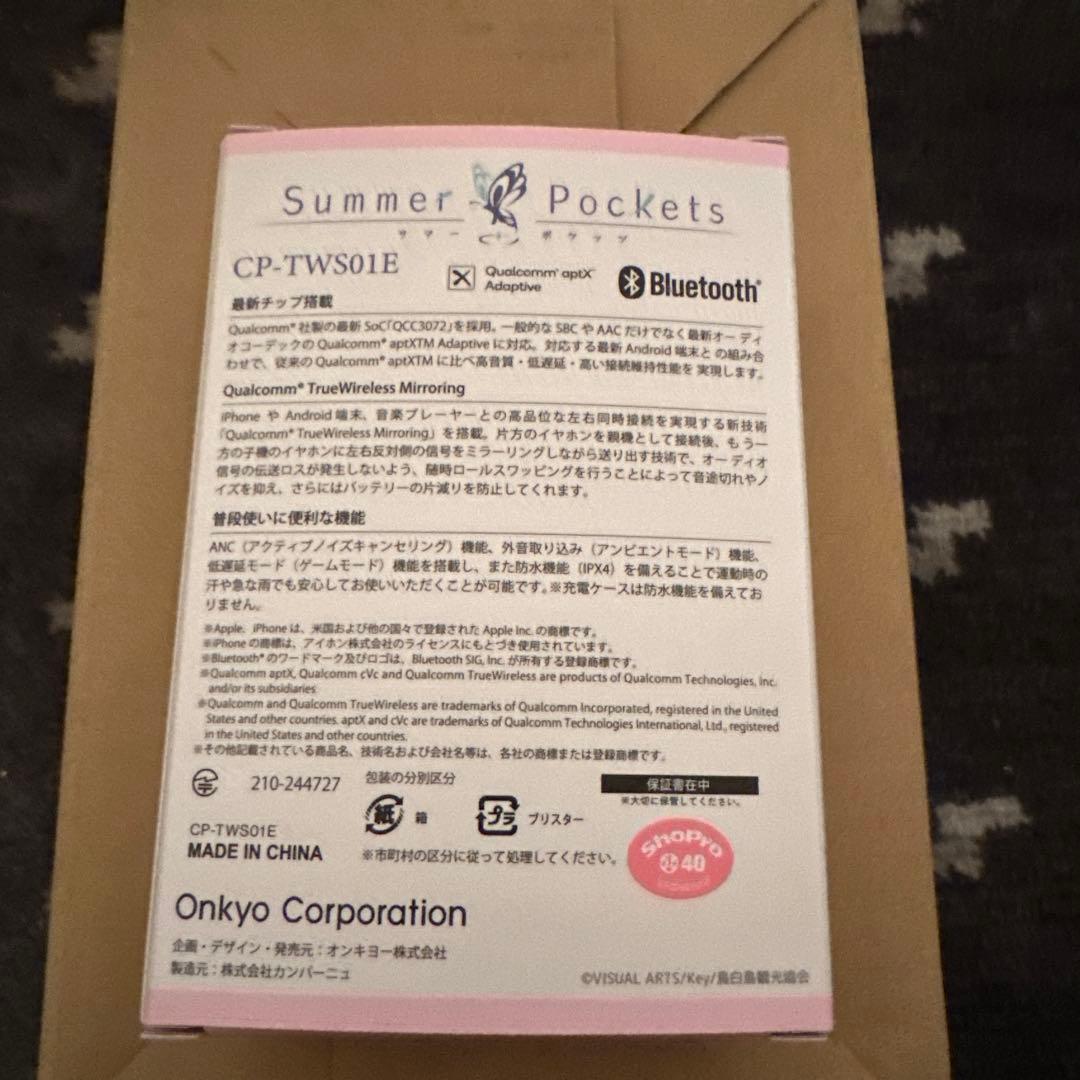 Summer Pockets
サマー ポケッツ
CP-TWS01E
Qualcomm® aptX™
Adaptive
Bluetooth®
最新チップ搭載
Qualcomm® 社製の最新 SoC「QCC3072」を採用。一般的な SBC や AAC だけでなく最新オーディ
オコーデックの Qualcomm® aptXTM Adaptive に対応。対応する最新 Android 端末と の組み合
わせで、従来の Qualcomm® aptXTM に比べ高音質・低遅延・高い接続維持性能を 実現します。
Qualcomm® TrueWireless Mirroring
iPhone や Android 端末、音楽プレーヤーとの高品位な左右同時接続を実現する新技術
「Qualcomm® TrueWireless Mirroring」を搭載。片方のイヤホンを親機として接続後、もう一
方の子機のイヤホンに左右反対側の信号をミラーリングしながら送り出す技術で、オーディオ
信号の伝送ロスが発生しないよう、随時ロールスワッピングを行うことによって音途切れやノ
イズを抑え、さらにはバッテリーの片減りを防止してくれます。
普段使いに便利な機能
ANC（アクティブノイズキャンセリング）機能、外音取り込み（アンビエントモード）機能、
低遅延モード（ゲームモード）機能を搭載し、また防水機能（IPX4）を備えることで運動時の
汗や急な雨でも安心してお使いいただくことが可能です。※充電ケースは防水機能を備えてお
りません。
※Apple、iPhone は、米国および他の国々で登録された Apple Inc. の商標です。
※iPhone の商標は、アイホン株式会社のライセンスにもとづき使用されています。
※Bluetooth® のワードマーク及びロゴは、Bluetooth SIG, Inc. が所有する登録商標です。
※Qualcomm aptX, Qualcomm cVc and Qualcomm TrueWireless are products of Qualcomm Technologies, Inc.
and/or its subsidiaries.
※Qualcomm and Qualcomm TrueWireless are trademarks of Qualcomm Incorporated, registered in the United
States and other countries. aptX and cVc are trademarks of Qualcomm Technologies International, Ltd., registered
in the United States and other countries.
※その他記載されている商品名、技術名および会社名等は、各社の商標または登録商標です。
210-244727
包装の分別区分
紙 箱
プラ ブリスター
※市町村の区分に従って処理してください。
保証書在中
※大切に保管してください。
CP-TWS01E
MADE IN CHINA
ShoPro
40
Onkyo Corporation
企画・デザイン・発売元：オンキヨー株式会社
製造元：株式会社カンパーニュ
©VISUAL ARTS/Key/鳥白島観光協会